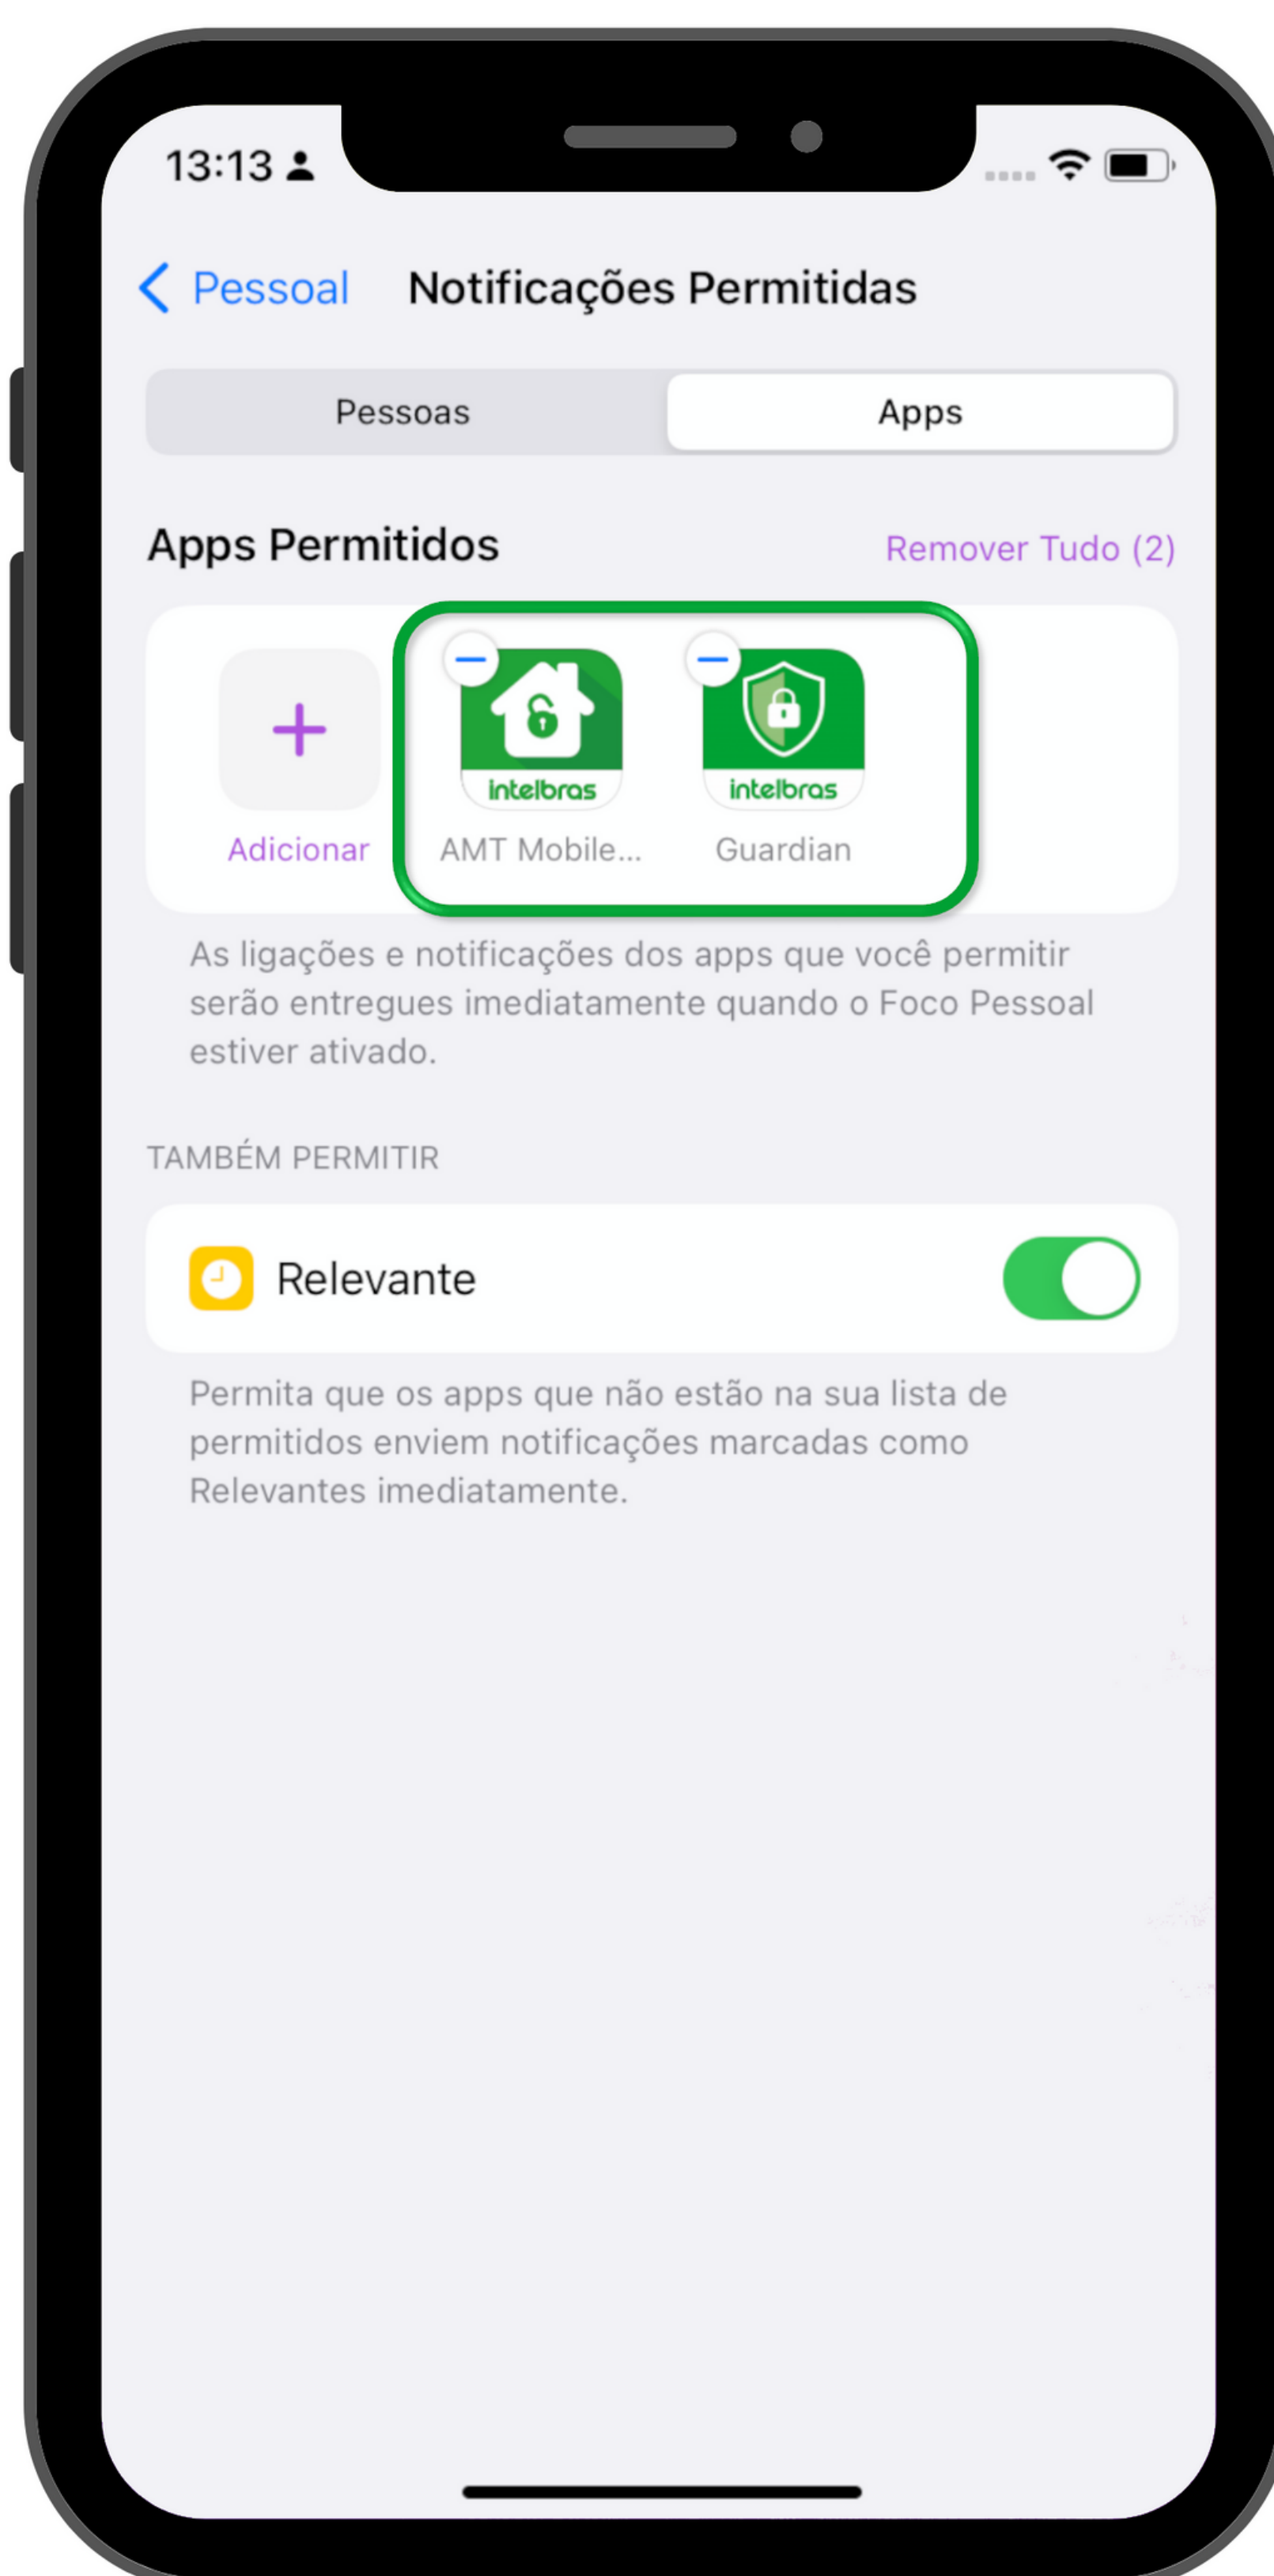 13:13
Pessoal
Notificações Permitidas
Pessoas
Apps
Apps Permitidos
Remover Tudo (2)
intelbras
intelbras
Adicionar
AMT Mobile...
Guardian
As ligações e notificações dos apps que você permitir
serão entregues imediatamente quando o Foco Pessoal
estiver ativado.
TAMBÉM PERMITIR
Relevante
Permita que os apps que não estão na sua lista de
permitidos enviem notificações marcadas como
Relevantes imediatamente.